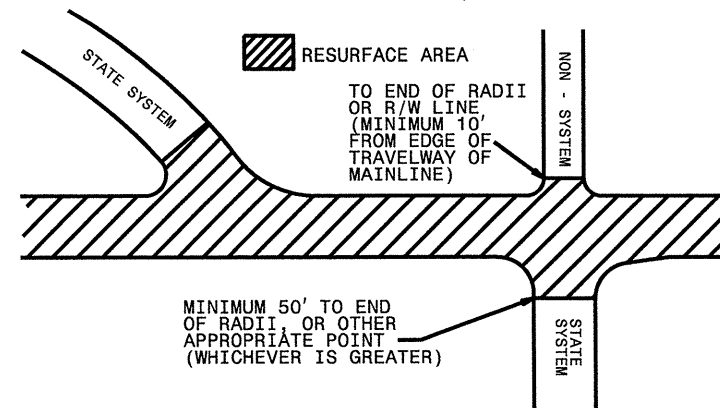 STATE SYSTEM
RESURFACE AREA
TO END OF RADII
OR R/W LINE
(MINIMUM 10'
FROM EDGE OF
TRAVELWAY OF
MAINLINE)
NON - SYSTEM
MINIMUM 50' TO END
OF RADII, OR OTHER
APPROPRIATE POINT
(WHICHEVER IS GREATER)
STATE
SYSTEM